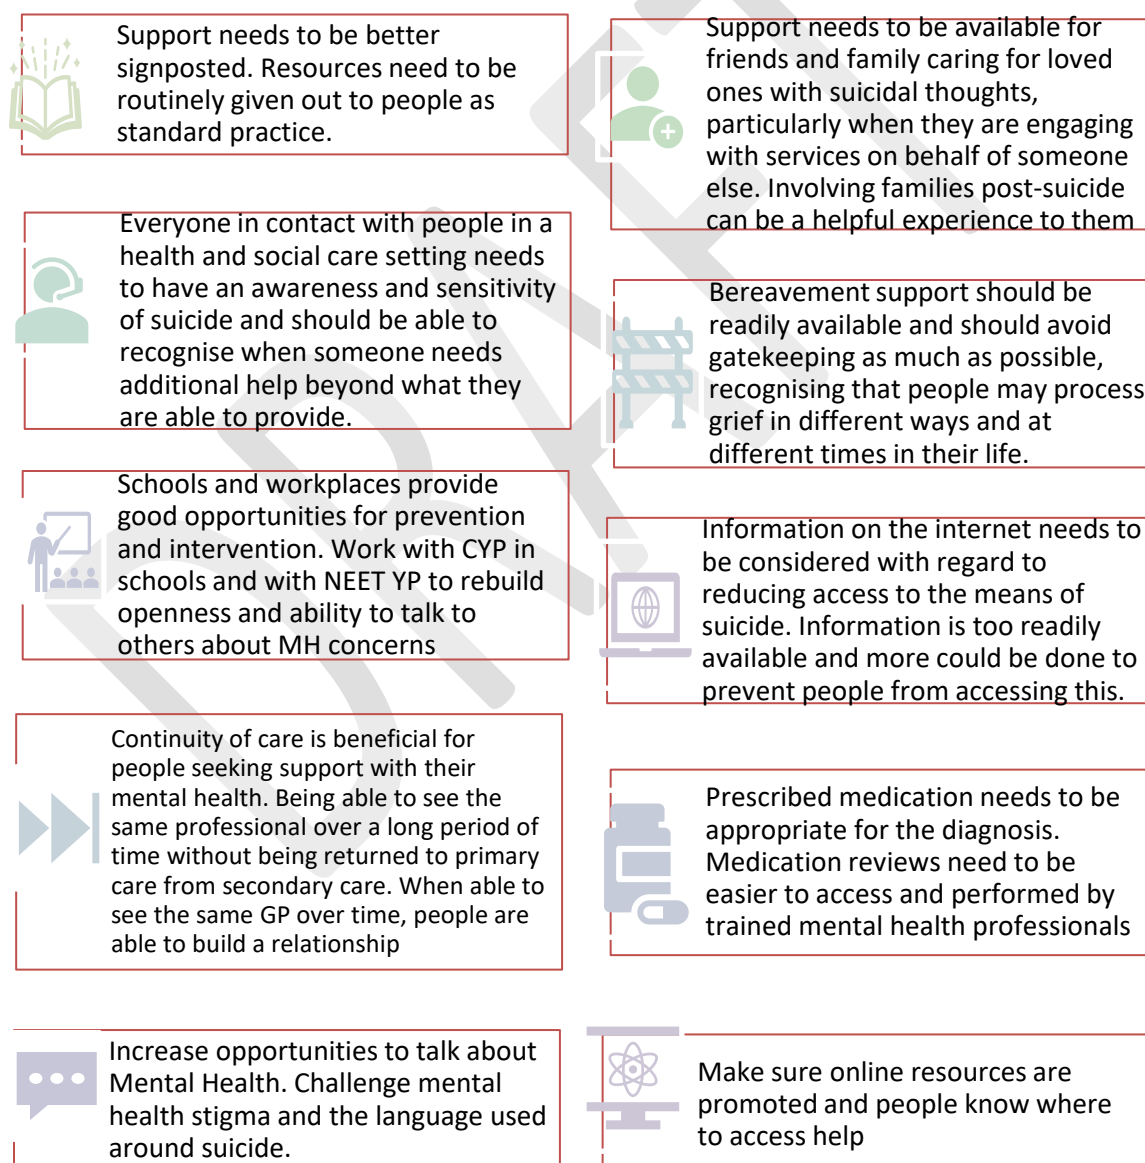 Support needs to be better
signposted. Resources need to be
routinely given out to people as
standard practice.
Everyone in contact with people in a
health and social care setting needs
to have an awareness and sensitivity
of suicide and should be able to
recognise when someone needs
additional help beyond what they
are able to provide.
Schools and workplaces provide
good opportunities for prevention
and intervention. Work with CYP in
schools and with NEET YP to rebuild
openness and ability to talk to
others about MH concerns
Continuity of care is beneficial for
people seeking support with their
mental health. Being able to see the
same professional over a long period of
time without being returned to primary
care from secondary care. When able to
see the same GP over time, people are
able to build a relationship
Increase opportunities to talk about
Mental Health. Challenge mental
health stigma and the language used
around suicide.
Support needs to be available for
friends and family caring for loved
ones with suicidal thoughts,
particularly when they are engaging
with services on behalf of someone
else. Involving families post-suicide
can be a helpful experience to them
Bereavement support should be
readily available and should avoid
gatekeeping as much as possible,
recognising that people may process
grief in different ways and at
different times in their life.
Information on the internet needs to
be considered with regard to
reducing access to the means of
suicide. Information is too readily
available and more could be done to
prevent people from accessing this.
Prescribed medication needs to be
appropriate for the diagnosis.
Medication reviews need to be
easier to access and performed by
trained mental health professionals
Make sure online resources are
promoted and people know where
to access help
DRAFT